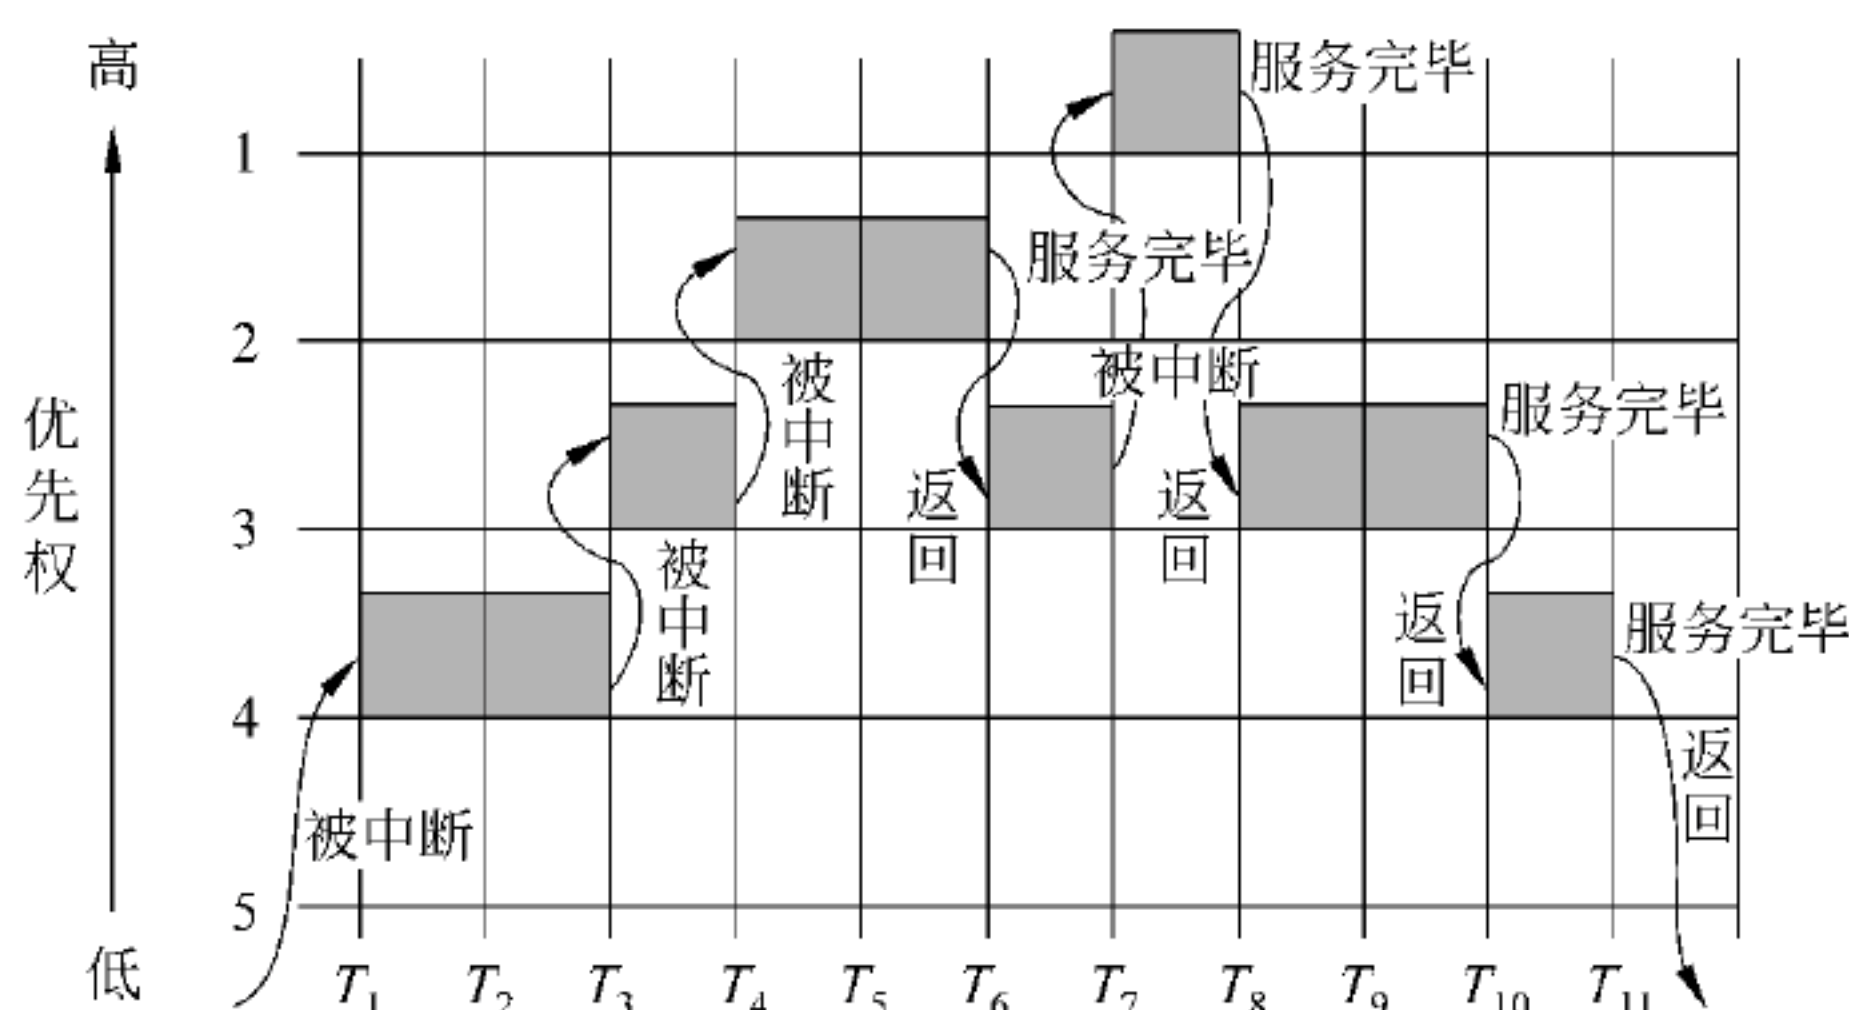 高
服务完毕
1
服务完毕
2
被中断
被中断
服务完毕
优先权
返回
返回
3
被中断
返回
服务完毕
4
返回
被中断
5
低
T1 T2 T3 T4 T5 T6 T7 T8 T9 T10 T11